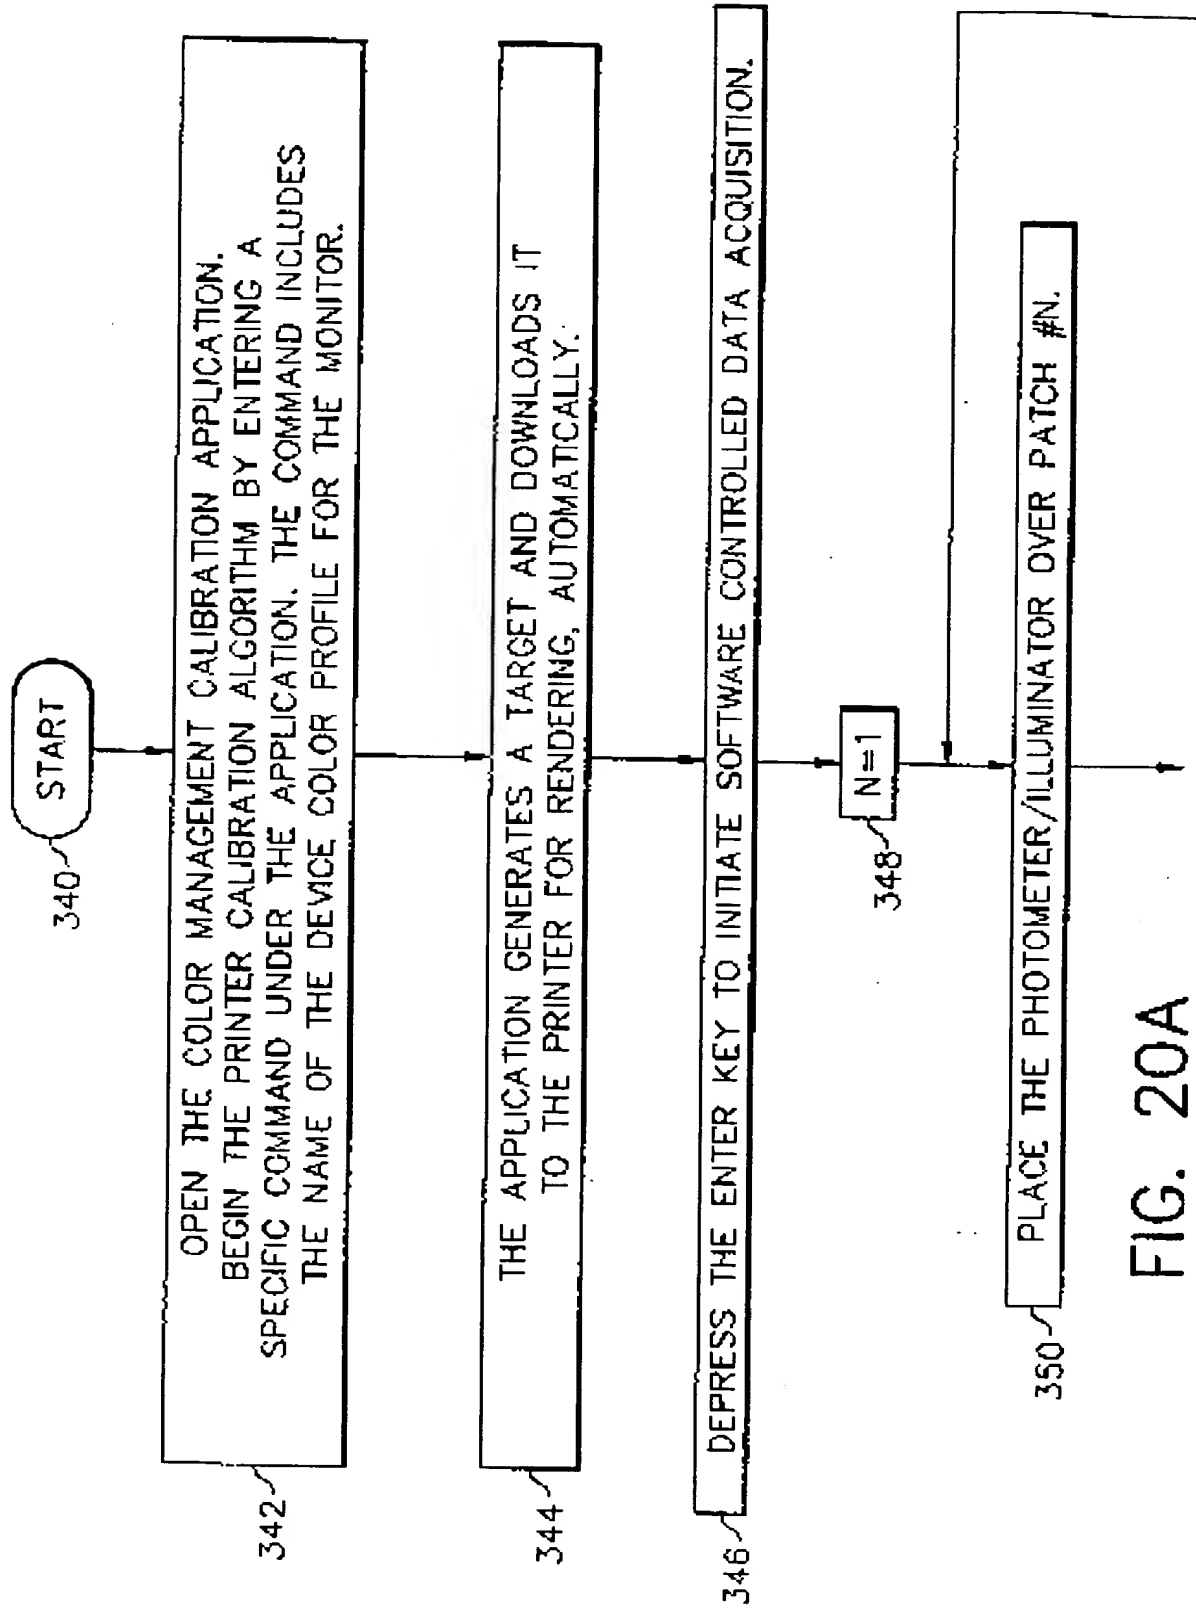 START
340
OPEN THE COLOR MANAGEMENT CALIBRATION APPLICATION.
BEGIN THE PRINTER CALIBRATION ALGORITHM BY ENTERING A
SPECIFIC COMMAND UNDER THE APPLICATION. THE COMMAND INCLUDES
THE NAME OF THE DEVICE COLOR PROFILE FOR THE MONITOR.
342
THE APPLICATION GENERATES A TARGET AND DOWNLOADS IT
TO THE PRINTER FOR RENDERING, AUTOMATICALLY.
344
DEPRESS THE ENTER KEY TO INITIATE SOFTWARE CONTROLLED DATA ACQUISITION.
346
N=1
348
PLACE THE PHOTOMETER/ILLUMINATOR OVER PATCH #N.
350
FIG. 20A